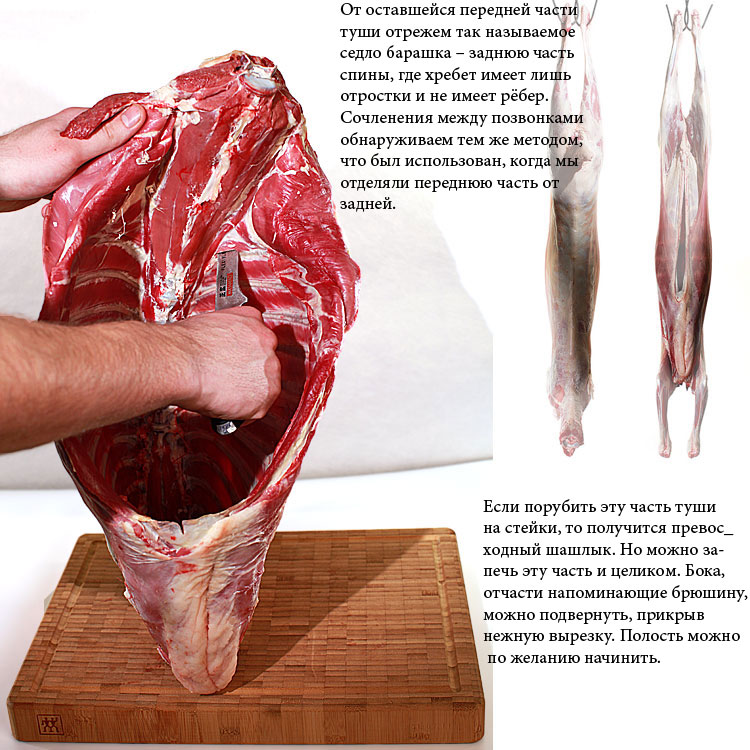 От оставшейся передней части
туши отрежем так называемое
седло барашка – заднюю часть
спины, где хребет имеет лишь
отростки и не имеет рёбер.
Сочленения между позвонками
обнаруживаем тем же методом,
что был использован, когда мы
отделяли переднюю часть от
задней.
Если порубить эту часть туши
на стейки, то получится превос_
ходный шашлык. Но можно за-
печь эту часть и целиком. Бока,
отчасти напоминающие брюшину,
можно подвернуть, прикрыв
нежную вырезку. Полость можно
по желанию начинить.